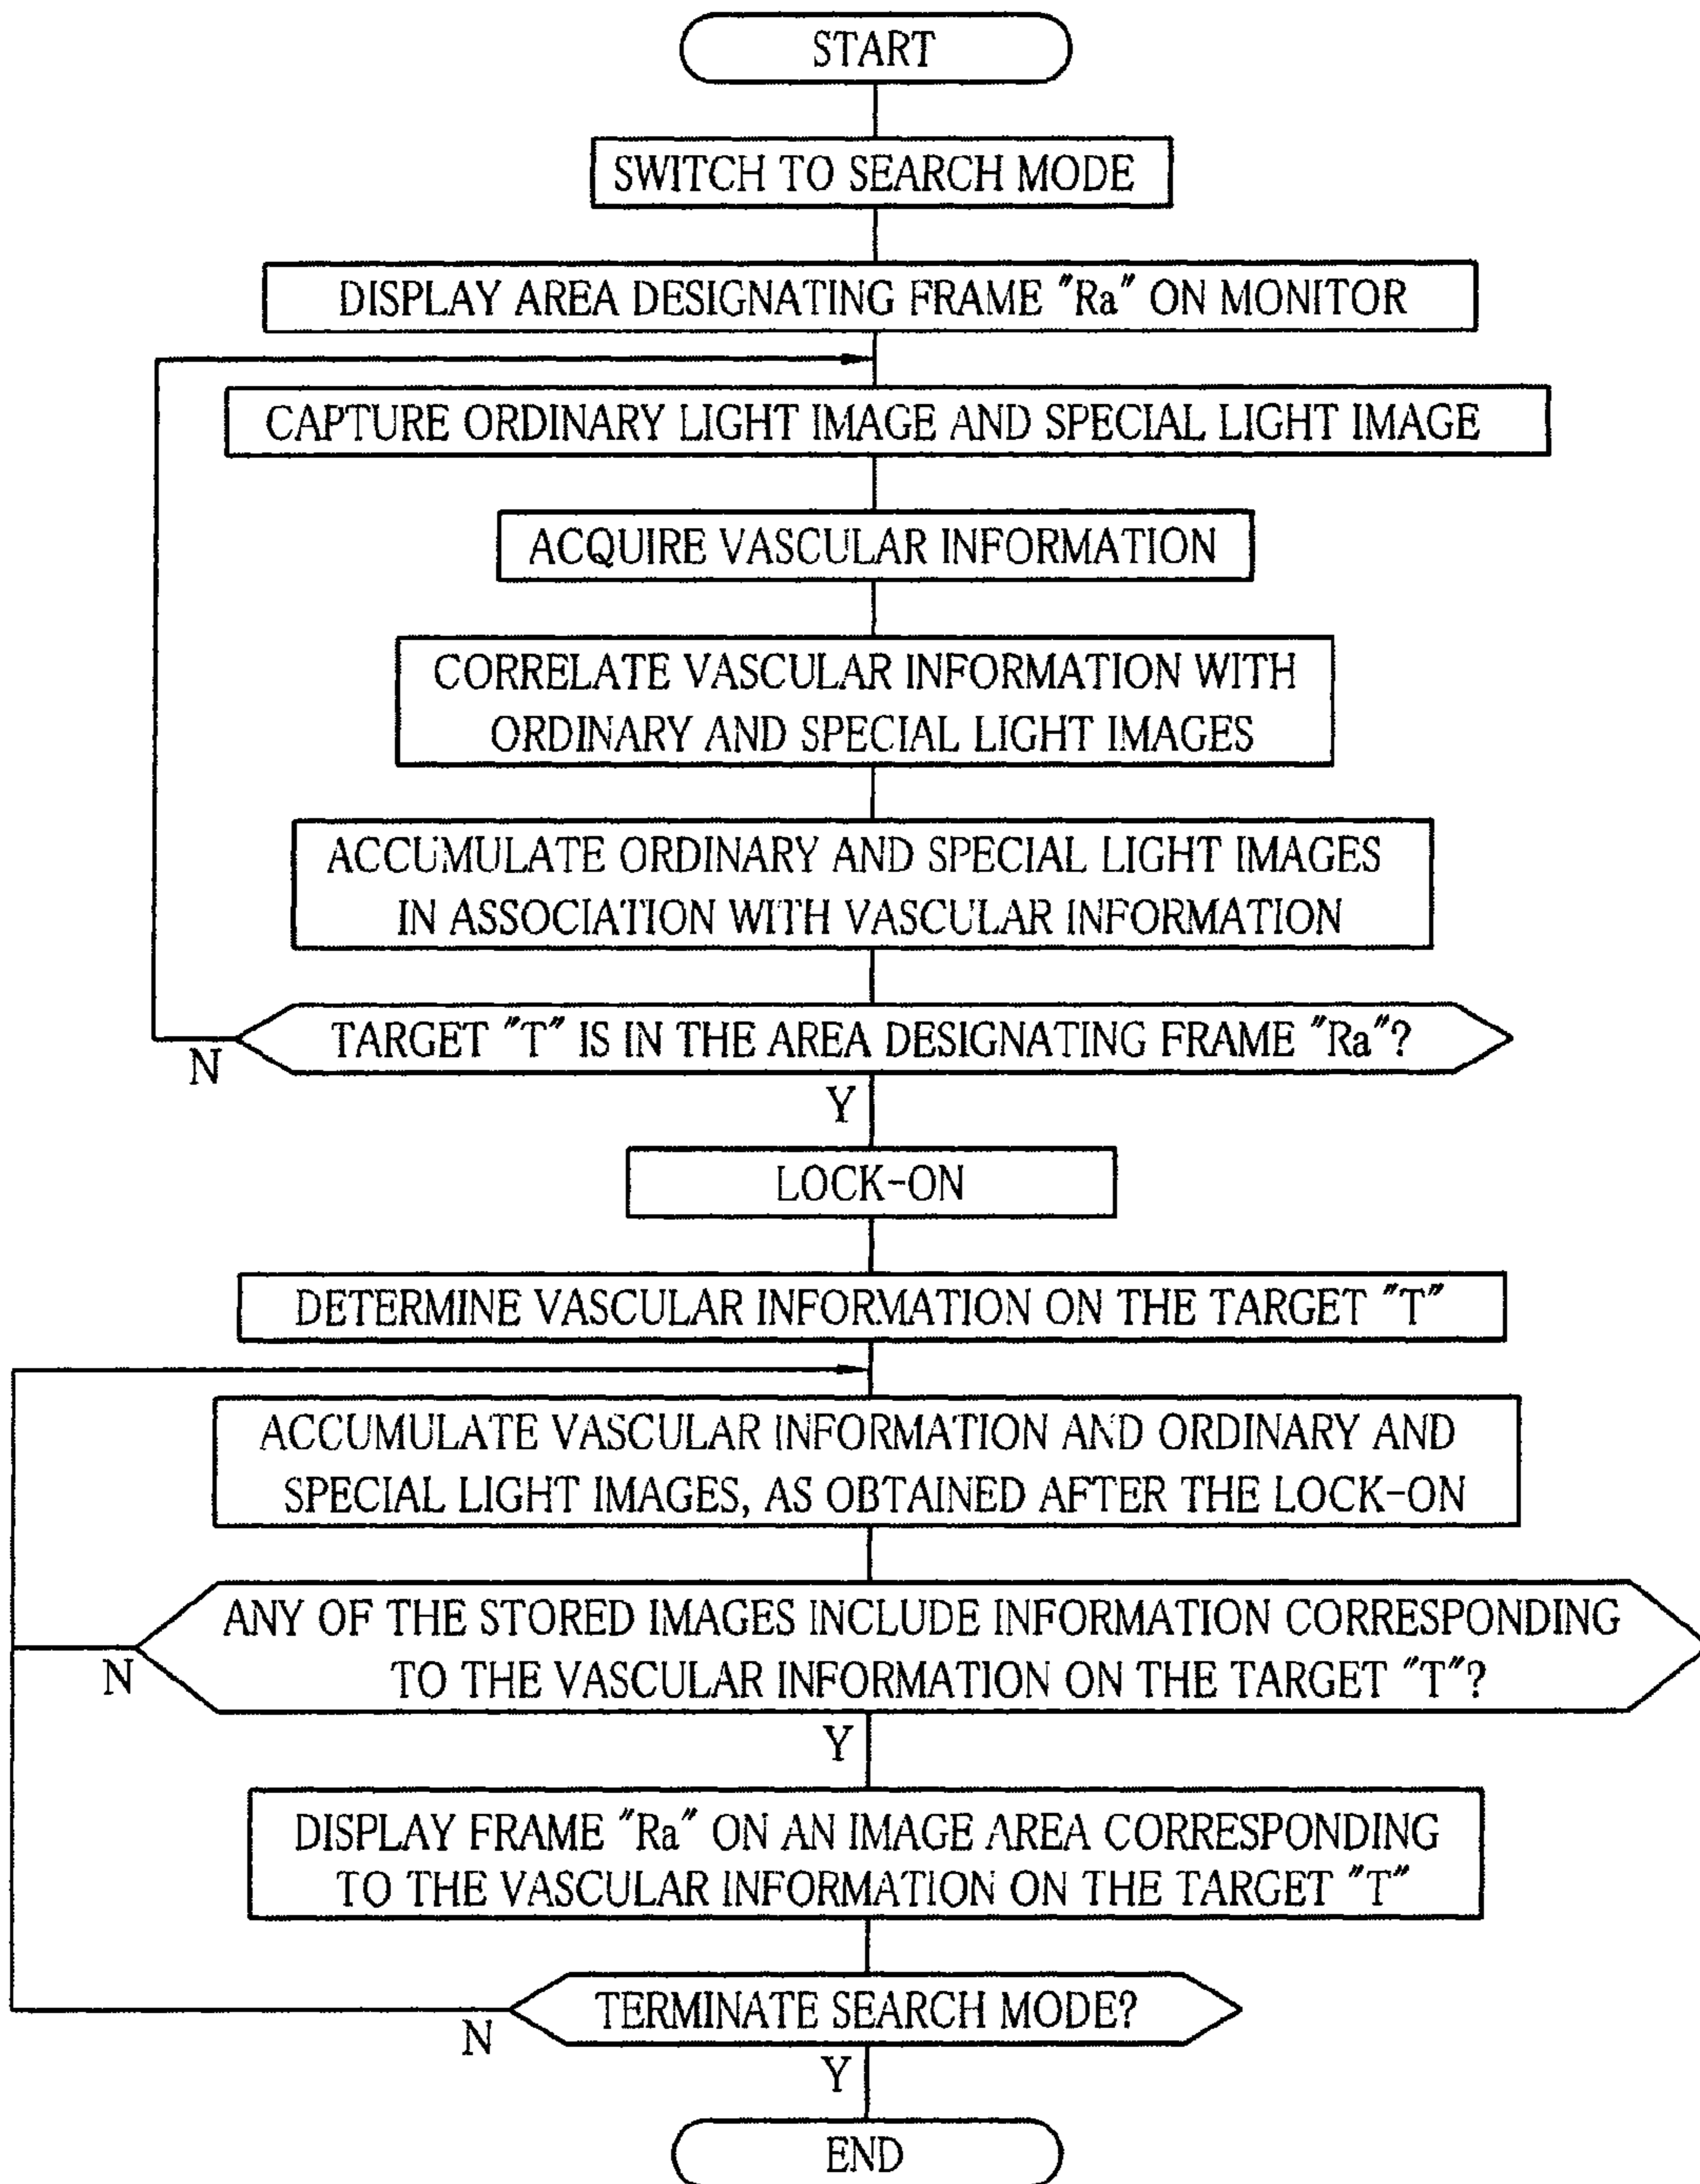 START
SWITCH TO SEARCH MODE
DISPLAY AREA DESIGNATING FRAME "Ra" ON MONITOR
CAPTURE ORDINARY LIGHT IMAGE AND SPECIAL LIGHT IMAGE
ACQUIRE VASCULAR INFORMATION
CORRELATE VASCULAR INFORMATION WITH
ORDINARY AND SPECIAL LIGHT IMAGES
ACCUMULATE ORDINARY AND SPECIAL LIGHT IMAGES
IN ASSOCIATION WITH VASCULAR INFORMATION
TARGET "T" IS IN THE AREA DESIGNATING FRAME "Ra"?
N
Y
LOCK-ON
DETERMINE VASCULAR INFORMATION ON THE TARGET "T"
ACCUMULATE VASCULAR INFORMATION AND ORDINARY AND
SPECIAL LIGHT IMAGES, AS OBTAINED AFTER THE LOCK-ON
ANY OF THE STORED IMAGES INCLUDE INFORMATION CORRESPONDING
TO THE VASCULAR INFORMATION ON THE TARGET "T"?
N
Y
DISPLAY FRAME "Ra" ON AN IMAGE AREA CORRESPONDING
TO THE VASCULAR INFORMATION ON THE TARGET "T"
TERMINATE SEARCH MODE?
N
Y
END